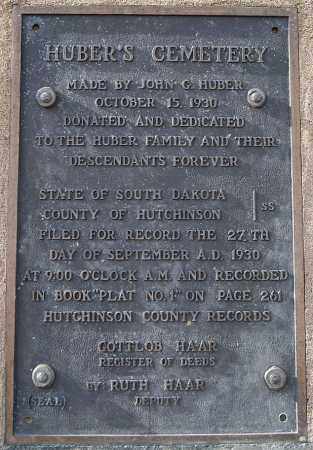 HUBER'S CEMETERY
MADE BY JOHN G. HUBER
OCTOBER 15, 1930
DONATED AND DEDICATED
TO THE HUBER FAMILY AND THEIR
DESCENDANTS FOREVER
STATE OF SOUTH DAKOTA
COUNTY OF HUTCHINSON SS
FILED FOR RECORD THE 27TH
DAY OF SEPTEMBER A.D. 1930
AT 9:00 O'CLOCK A.M. AND RECORDED
IN BOOK "PLAT NO. 1" ON PAGE 261
HUTCHINSON COUNTY RECORDS
GOTTLOB HAAR
REGISTER OF DEEDS
BY RUTH HAAR
(SEAL) DEPUTY